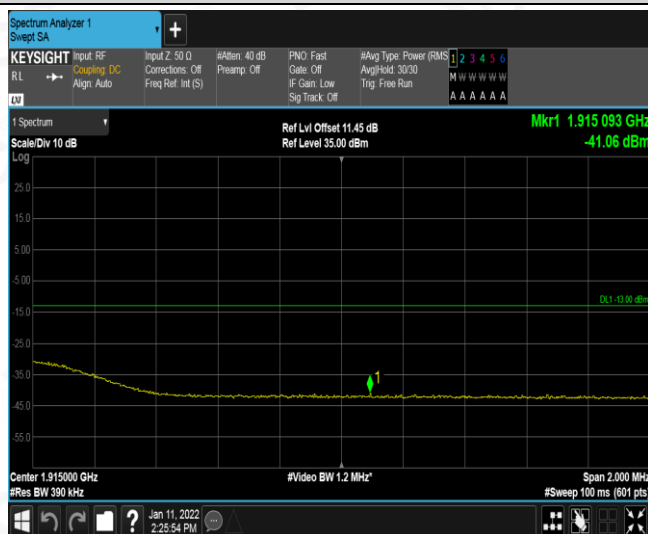 Spectrum Analyzer 1
Swept SA
+
KEYSIGHT
RL
LXI
Input: RF
Coupling: DC
Align: Auto
Input Z: 50 Ω
Corrections: Off
Freq Ref: Int (S)
#Atten: 40 dB
Preamp: Off
PNO: Fast
Gate: Off
IF Gain: Low
Sig Track: Off
#Avg Type: Power (RMS
Avg|Hold: 30/30
Trig: Free Run
1 2 3 4 5 6
M W W W W W
A A A A A A
1 Spectrum
Scale/Div 10 dB
Log
Ref Lvl Offset 11.45 dB
Ref Level 35.00 dBm
Mkr1 1.915 093 GHz
-41.06 dBm
25.0
15.0
5.00
-5.00
-15.0
-25.0
-35.0
-45.0
-55.0
DL1 -13.00 dBm
1
Center 1.915000 GHz
#Res BW 390 kHz
#Video BW 1.2 MHz*
Span 2.000 MHz
#Sweep 100 ms (601 pts)
?
Jan 11, 2022
2:25:54 PM